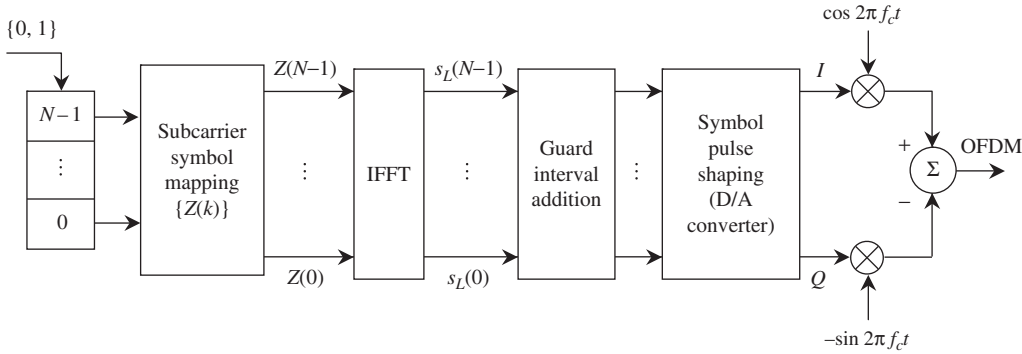 {0, 1}
N−1
⋮
0
Subcarrier
symbol
mapping
{Z(k)}
Z(N−1)
⋮
Z(0)
IFFT
s_L(N−1)
⋮
s_L(0)
Guard
interval
addition
⋮
Symbol
pulse
shaping
(D/A
converter)
I
Q
cos 2π f_c t
−sin 2π f_c t
+
Σ
−
OFDM